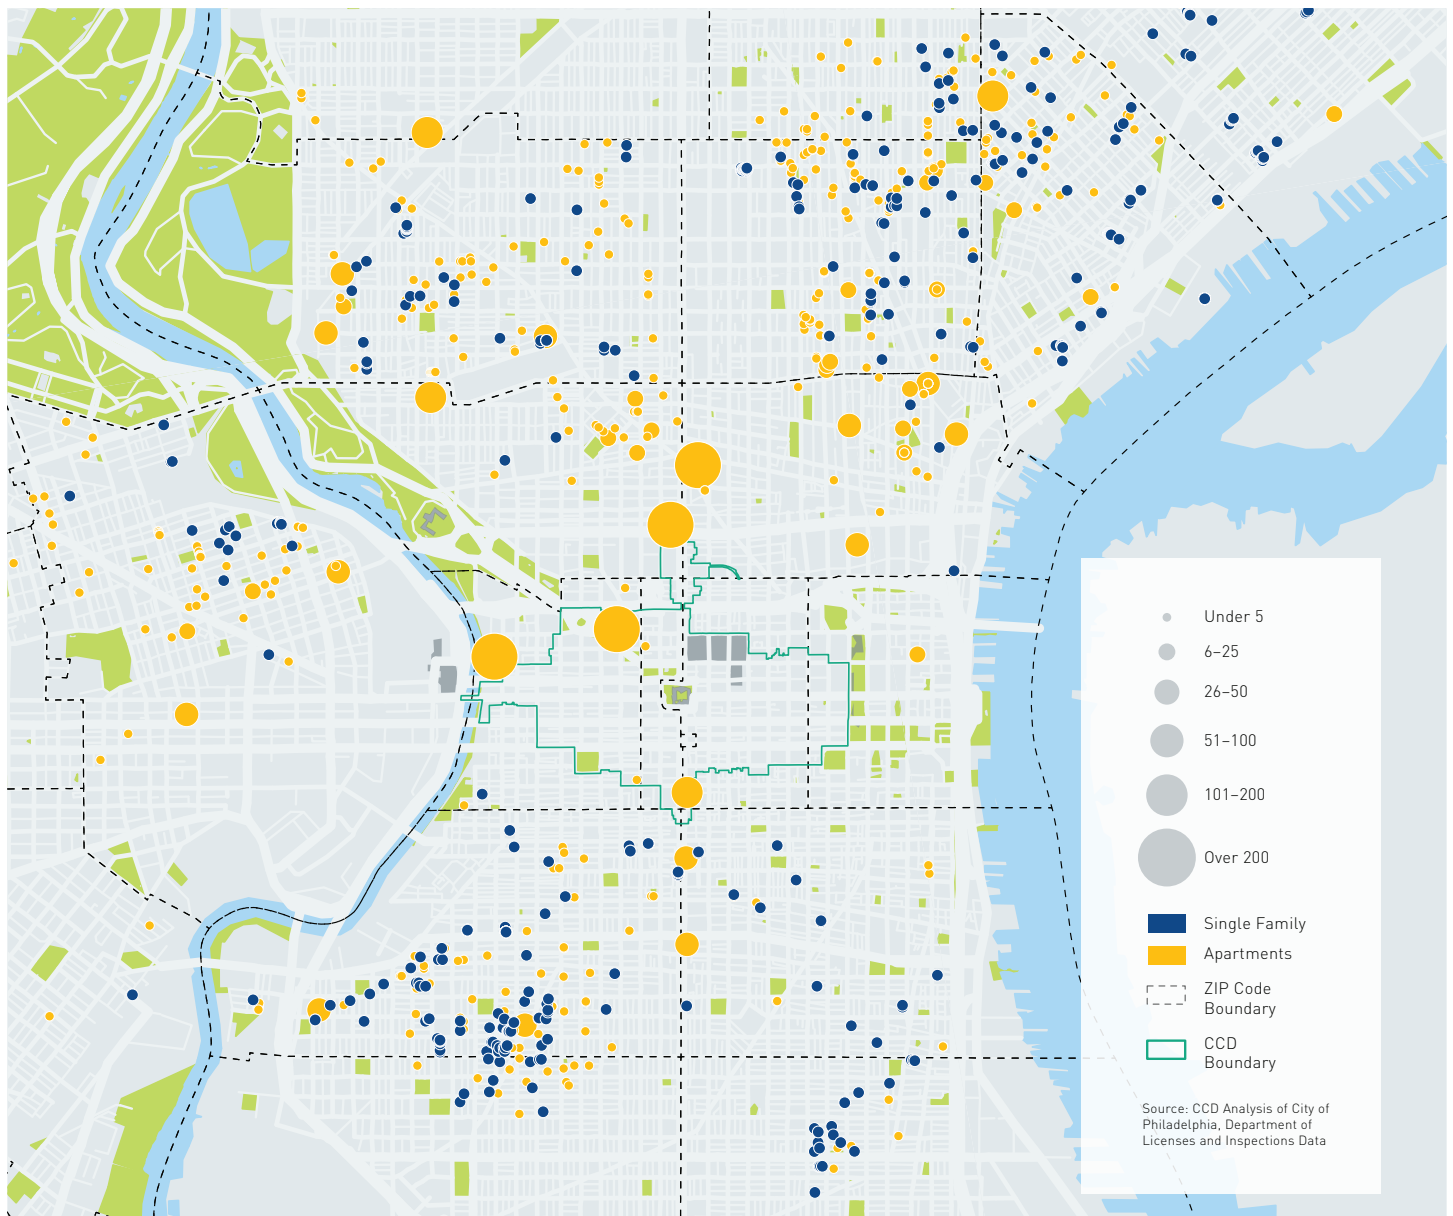 Under 5
6–25
26–50
51–100
101–200
Over 200
Single Family
Apartments
ZIP Code
Boundary
CCD
Boundary
Source: CCD Analysis of City of
Philadelphia, Department of
Licenses and Inspections Data